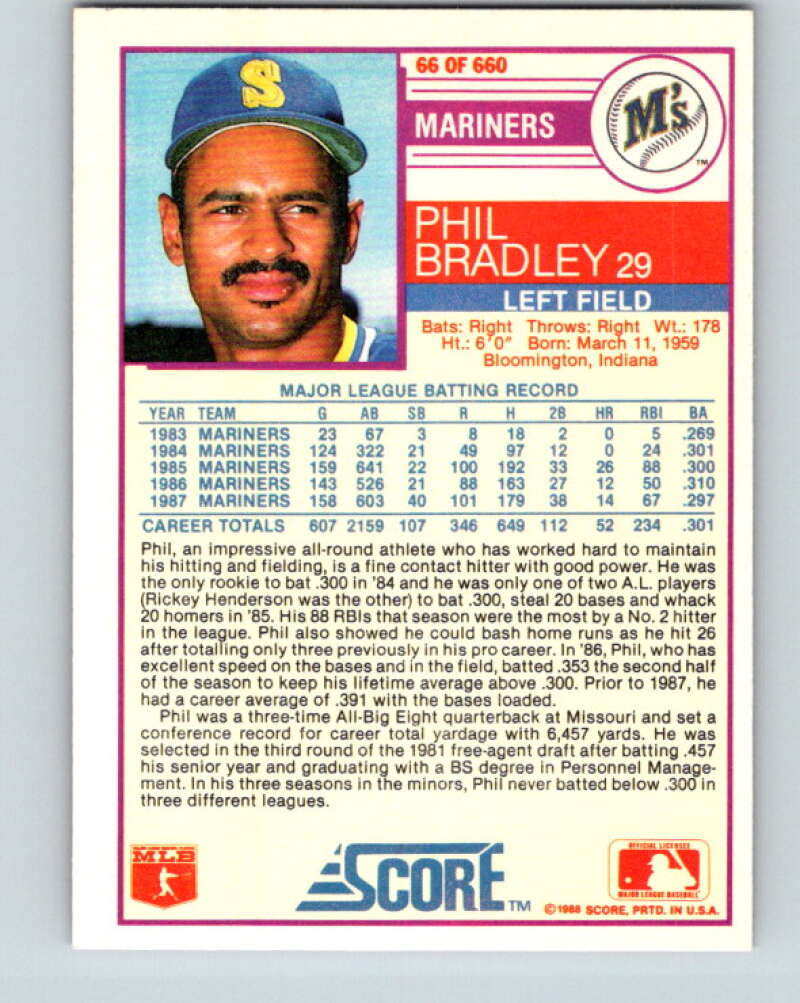 S
66 OF 660
MARINERS
M's
TM
PHIL
BRADLEY 29
LEFT FIELD
Bats: Right Throws: Right Wt.: 178
Ht.: 6'0" Born: March 11, 1959
Bloomington, Indiana
MAJOR LEAGUE BATTING RECORD
YEAR TEAM G AB SB R H 2B HR RBI BA
1983 MARINERS 23 67 3 8 18 2 0 5 .269
1984 MARINERS 124 322 21 49 97 12 0 24 .301
1985 MARINERS 159 641 22 100 192 33 26 88 .300
1986 MARINERS 143 526 21 88 163 27 12 50 .310
1987 MARINERS 158 603 40 101 179 38 14 67 .297
CAREER TOTALS 607 2159 107 346 649 112 52 234 .301
Phil, an impressive all-round athlete who has worked hard to maintain
his hitting and fielding, is a fine contact hitter with good power. He was
the only rookie to bat .300 in '84 and he was only one of two A.L. players
(Rickey Henderson was the other) to bat .300, steal 20 bases and whack
20 homers in '85. His 88 RBIs that season were the most by a No. 2 hitter
in the league. Phil also showed he could bash home runs as he hit 26
after totalling only three previously in his pro career. In '86, Phil, who has
excellent speed on the bases and in the field, batted .353 the second half
of the season to keep his lifetime average above .300. Prior to 1987, he
had a career average of .391 with the bases loaded.
Phil was a three-time All-Big Eight quarterback at Missouri and set a
conference record for career total yardage with 6,457 yards. He was
selected in the third round of the 1981 free-agent draft after batting .457
his senior year and graduating with a BS degree in Personnel Manage-
ment. In his three seasons in the minors, Phil never batted below .300 in
three different leagues.
MLB
SCORE TM
OFFICIAL LICENSEE
MAJOR LEAGUE BASEBALL
©1988 SCORE, PRTD. IN U.S.A.